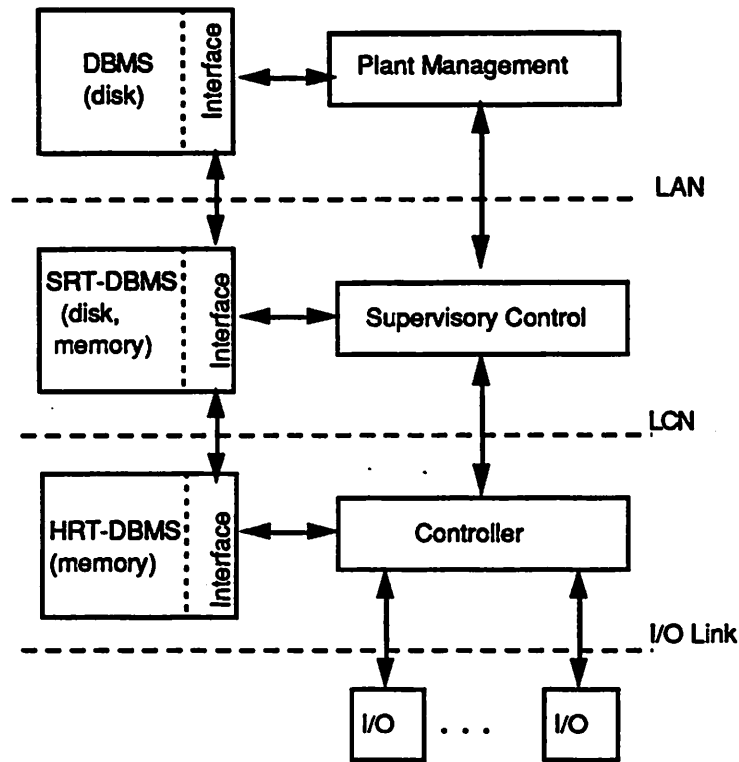 DBMS
(disk)
Interface
Plant Management
LAN
SRT-DBMS
(disk,
memory)
Interface
Supervisory Control
LCN
HRT-DBMS
(memory)
Interface
Controller
I/O Link
I/O
. . .
I/O